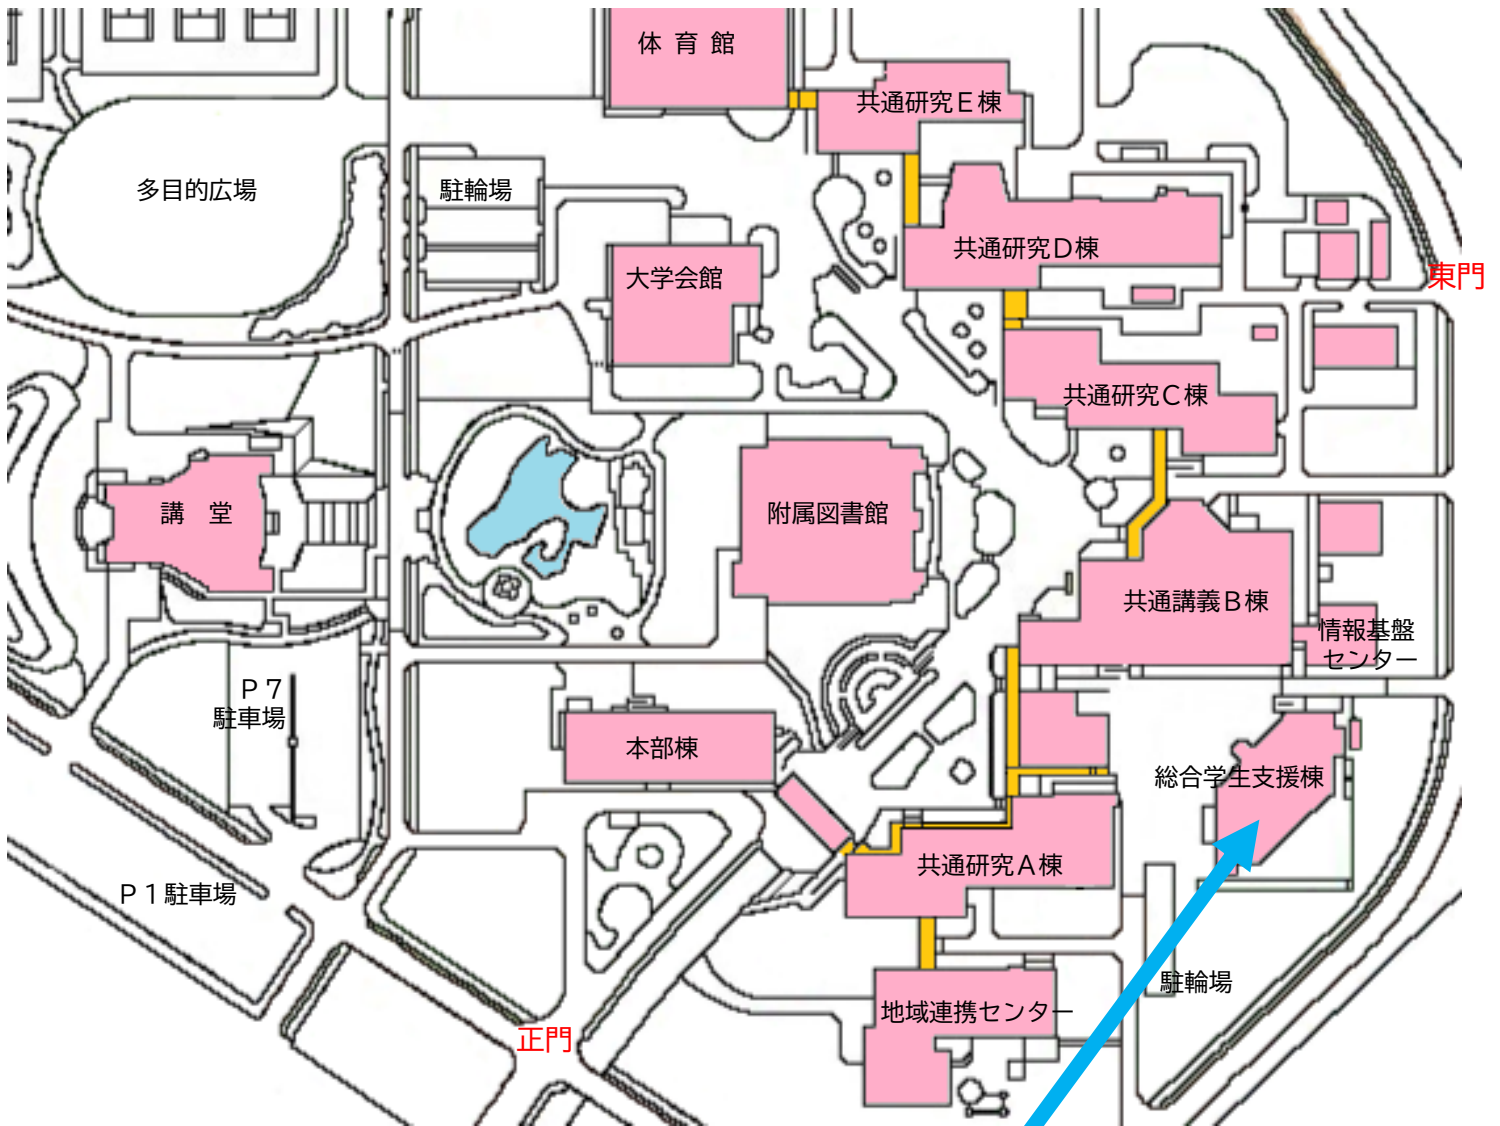 体 育 館
共通研究E棟
多目的広場
駐輪場
共通研究D棟
大学会館
東門
共通研究C棟
講　堂
附属図書館
共通講義B棟
情報基盤
センター
P７
駐車場
本部棟
総合学生支援棟
共通研究A棟
P１駐車場
駐輪場
地域連携センター
正門